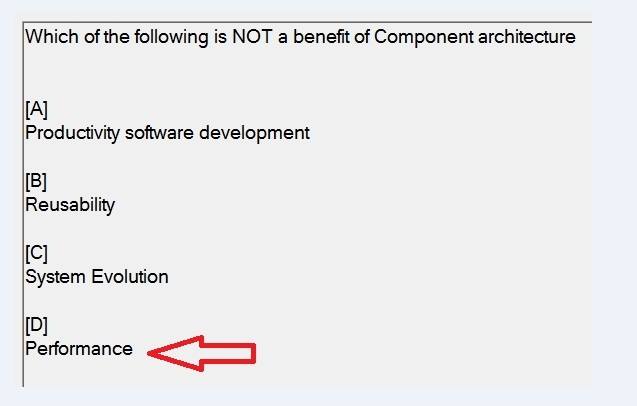 Which of the following is NOT a benefit of Component architecture
[A]
Productivity software development
[B]
Reusability
[C]
System Evolution
[D]
Performance